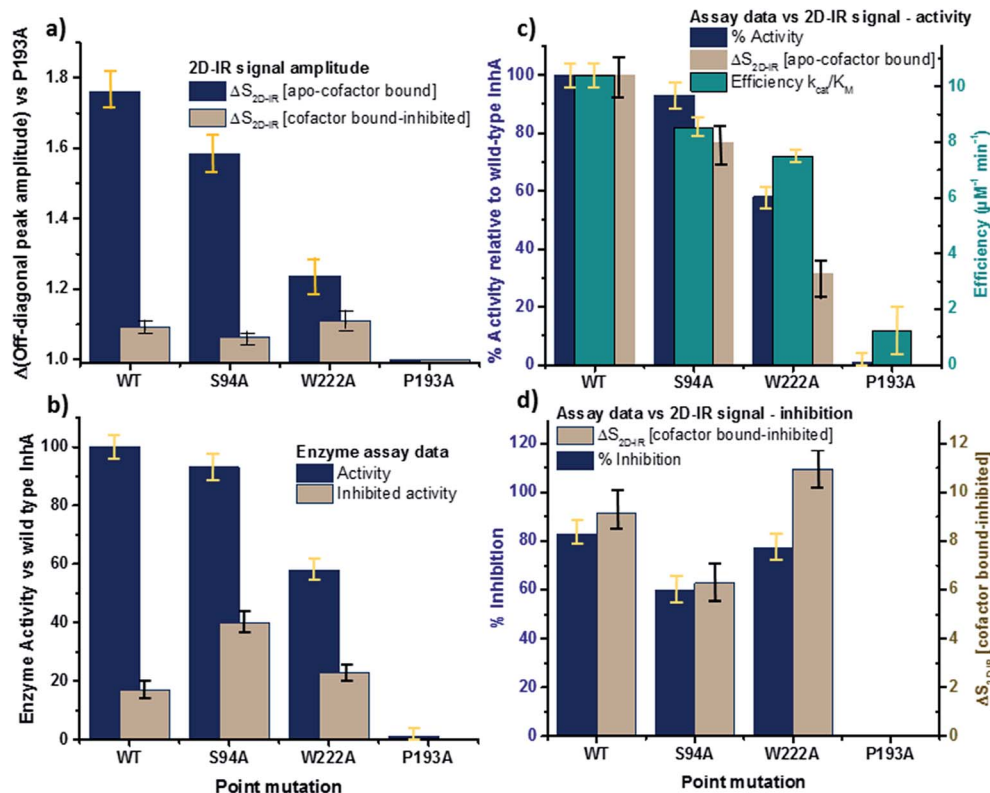 a)
2D-IR signal amplitude
ΔS2D-IR [apo-cofactor bound]
ΔS2D-IR [cofactor bound-inhibited]
Δ(Off-diagonal peak amplitude) vs P193A
1.8
1.6
1.4
1.2
1.0
WT S94A W222A P193A
b)
Enzyme assay data
Activity
Inhibited activity
Enzyme Activity vs wild type InhA
100
80
60
40
20
0
WT S94A W222A P193A
Point mutation
c)
Assay data vs 2D-IR signal - activity
% Activity
ΔS2D-IR [apo-cofactor bound]
Efficiency kcat/KM
% Activity relative to wild-type InhA
100
80
60
40
20
0
Efficiency (µM-1 min-1)
10
8
6
4
2
0
WT S94A W222A P193A
d)
Assay data vs 2D-IR signal - inhibition
ΔS2D-IR [cofactor bound-inhibited]
% Inhibition
% Inhibition
120
100
80
60
40
20
0
ΔS2D-IR [cofactor bound-inhibited]
12
10
8
6
4
2
0
WT S94A W222A P193A
Point mutation